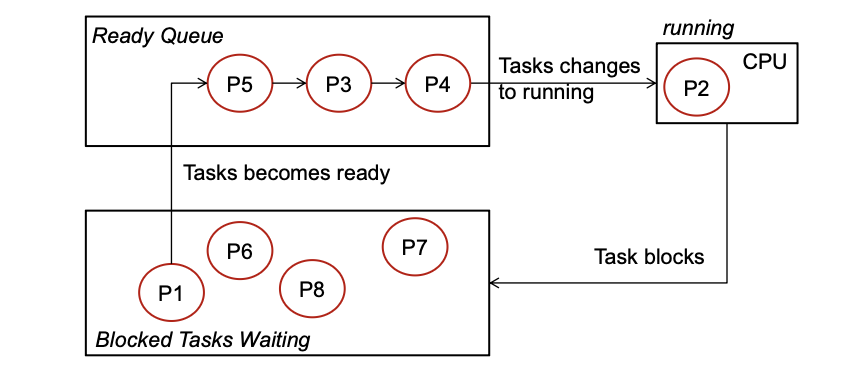 running
Ready Queue
CPU
P5
P3
P4
Tasks changes
to running
P2
Tasks becomes ready
P6
P7
P8
P1
Task blocks
Blocked Tasks Waiting